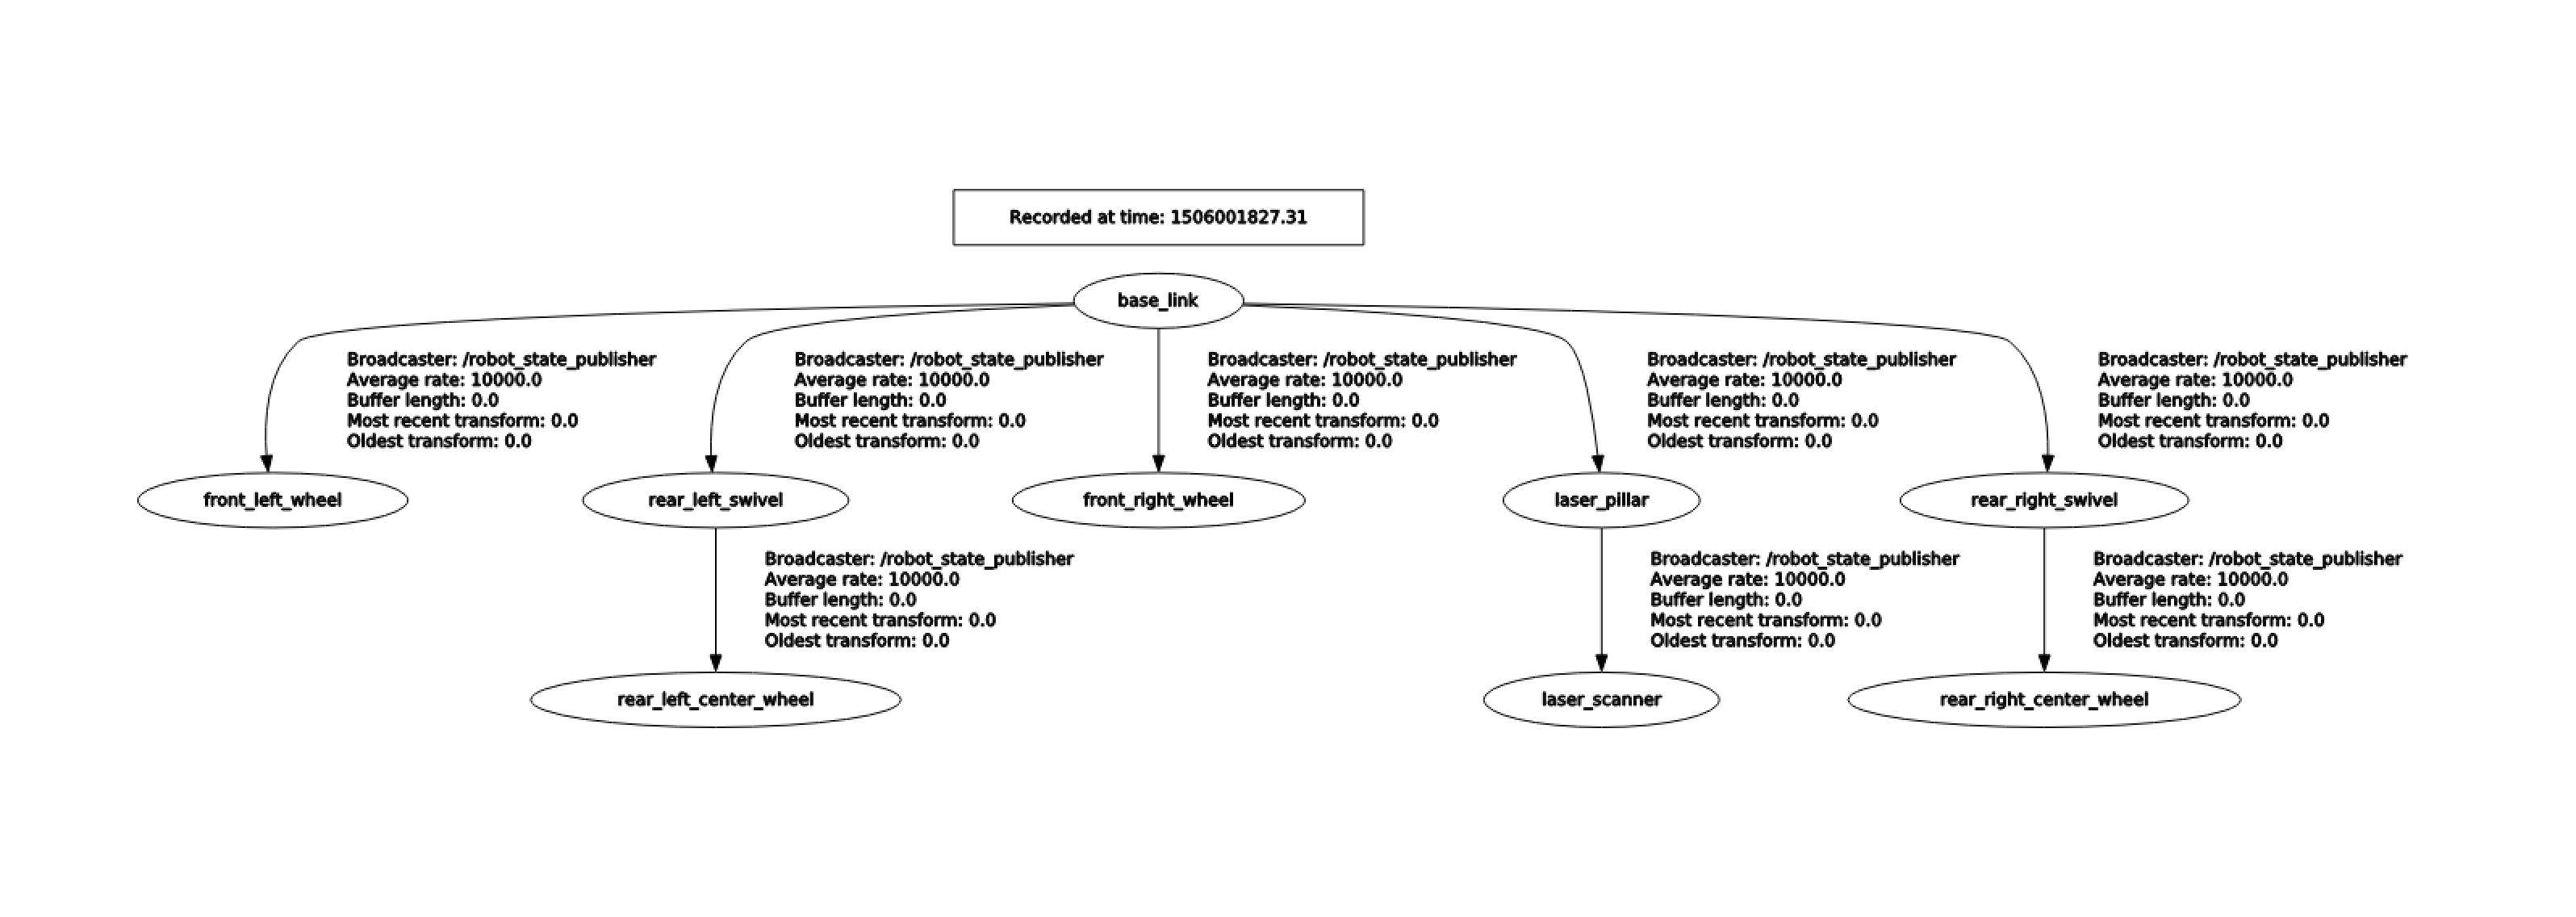 Recorded at time: 1506001827.31
base_link
Broadcaster: /robot_state_publisher
Average rate: 10000.0
Buffer length: 0.0
Most recent transform: 0.0
Oldest transform: 0.0
Broadcaster: /robot_state_publisher
Average rate: 10000.0
Buffer length: 0.0
Most recent transform: 0.0
Oldest transform: 0.0
Broadcaster: /robot_state_publisher
Average rate: 10000.0
Buffer length: 0.0
Most recent transform: 0.0
Oldest transform: 0.0
Broadcaster: /robot_state_publisher
Average rate: 10000.0
Buffer length: 0.0
Most recent transform: 0.0
Oldest transform: 0.0
Broadcaster: /robot_state_publisher
Average rate: 10000.0
Buffer length: 0.0
Most recent transform: 0.0
Oldest transform: 0.0
front_left_wheel
rear_left_swivel
front_right_wheel
laser_pillar
rear_right_swivel
Broadcaster: /robot_state_publisher
Average rate: 10000.0
Buffer length: 0.0
Most recent transform: 0.0
Oldest transform: 0.0
Broadcaster: /robot_state_publisher
Average rate: 10000.0
Buffer length: 0.0
Most recent transform: 0.0
Oldest transform: 0.0
Broadcaster: /robot_state_publisher
Average rate: 10000.0
Buffer length: 0.0
Most recent transform: 0.0
Oldest transform: 0.0
rear_left_center_wheel
laser_scanner
rear_right_center_wheel